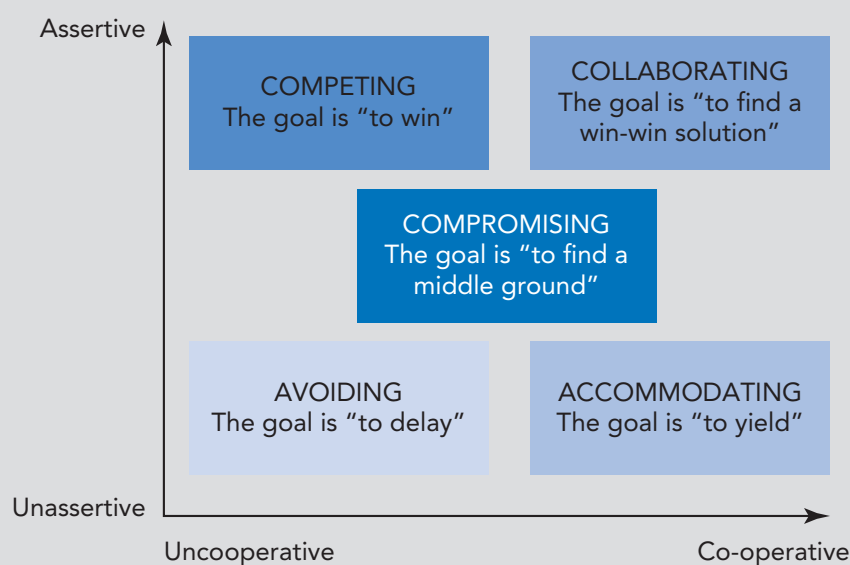 Assertive
COMPETING
The goal is “to win”
COLLABORATING
The goal is “to find a
win-win solution”
COMPROMISING
The goal is “to find a
middle ground”
AVOIDING
The goal is “to delay”
ACCOMMODATING
The goal is “to yield”
Unassertive
Uncooperative
Co-operative